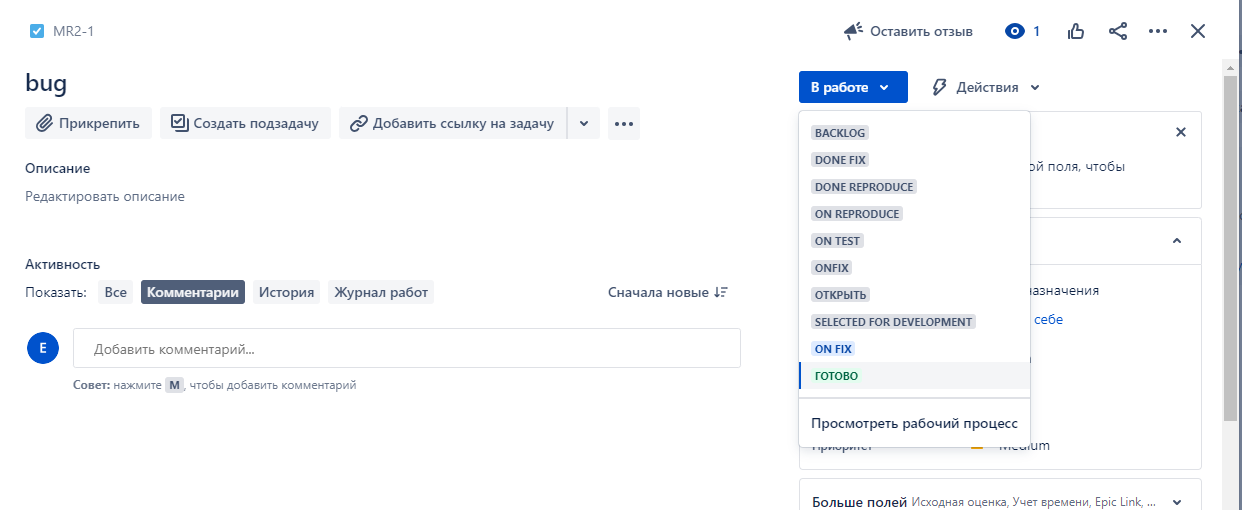 MR2-1
Оставить отзыв
1
bug
В работе
Действия
Прикрепить
Создать подзадачу
Добавить ссылку на задачу
Описание
Редактировать описание
Активность
Показать:
Все
Комментарии
История
Журнал работ
Сначала новые
E
Добавить комментарий...
Совет: нажмите M, чтобы добавить комментарий
BACKLOG
DONE FIX
DONE REPRODUCE
ON REPRODUCE
ON TEST
ONFIX
ОТКРЫТЬ
SELECTED FOR DEVELOPMENT
ON FIX
ГОТОВО
Просмотреть рабочий процесс
поля, чтобы
себе
Приоритет
Medium
Больше полей Исходная оценка, Учет времени, Epic Link, ...